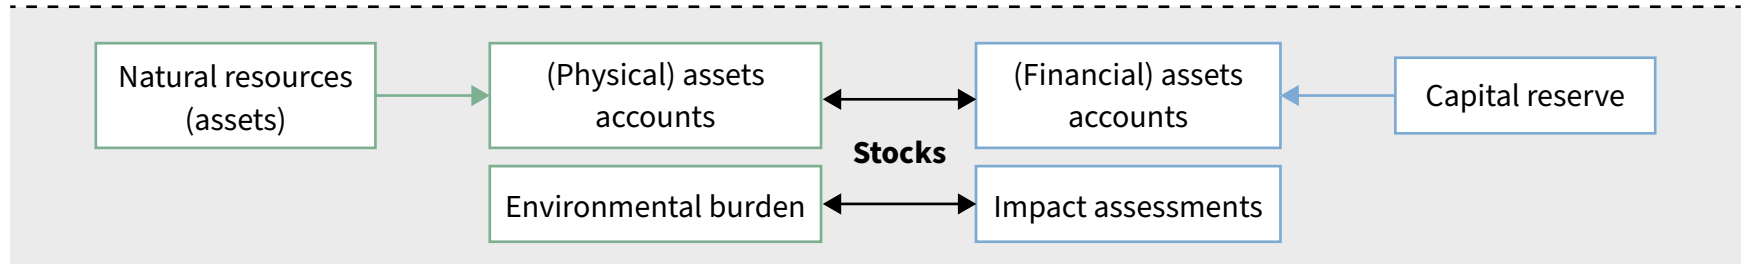 Natural resources
(assets)
(Physical) assets
accounts
(Financial) assets
accounts
Capital reserve
Stocks
Environmental burden
Impact assessments